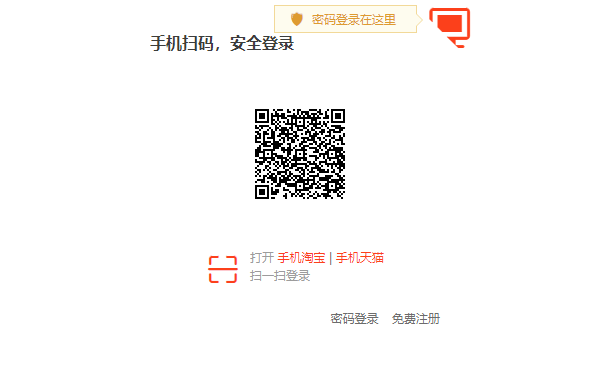 密码登录在这里
手机扫码，安全登录
打开 手机淘宝 | 手机天猫
扫一扫登录
密码登录 免费注册